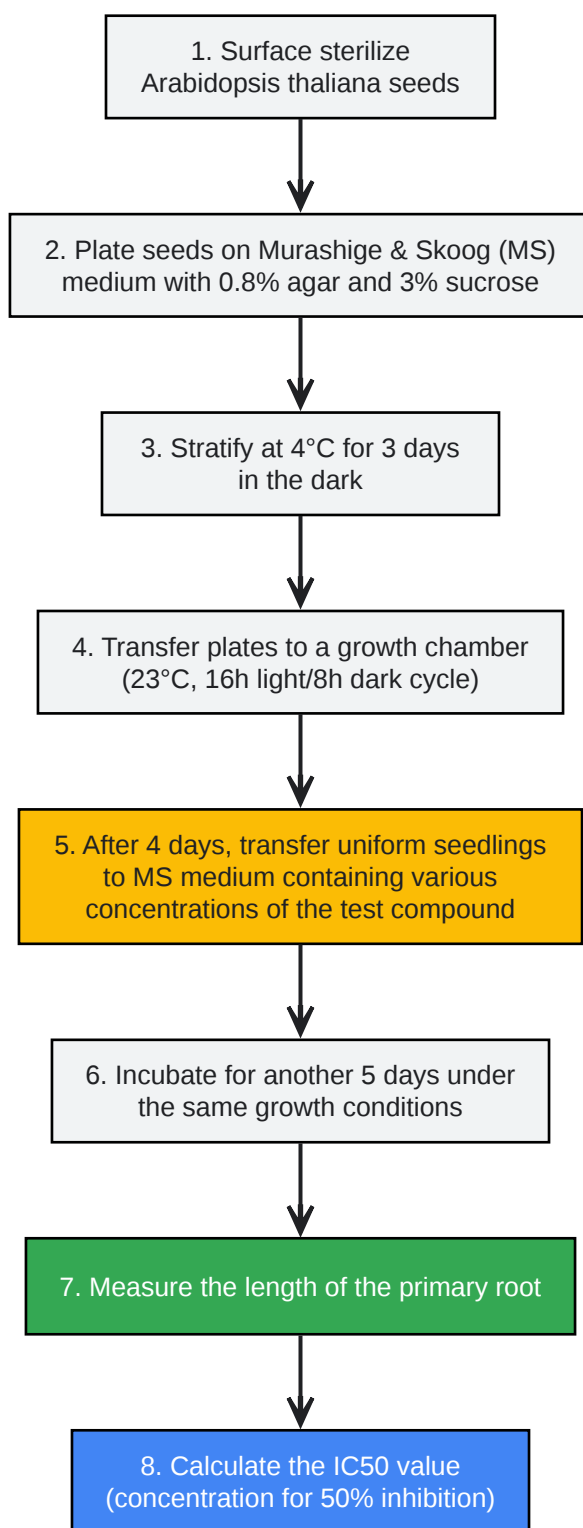 1. Surface sterilize
Arabidopsis thaliana seeds
2. Plate seeds on Murashige & Skoog (MS)
medium with 0.8% agar and 3% sucrose
3. Stratify at 4°C for 3 days
in the dark
4. Transfer plates to a growth chamber
(23°C, 16h light/8h dark cycle)
5. After 4 days, transfer uniform seedlings
to MS medium containing various
concentrations of the test compound
6. Incubate for another 5 days under
the same growth conditions
7. Measure the length of the primary root
8. Calculate the IC50 value
(concentration for 50% inhibition)